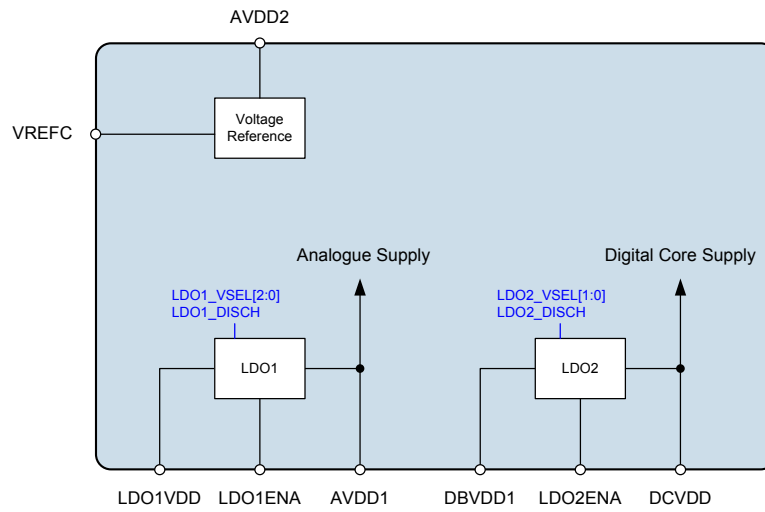 AVDD2
Voltage
Reference
VREFC
Analogue Supply
Digital Core Supply
LDO1_VSEL[2:0]
LDO1_DISCH
LDO2_VSEL[1:0]
LDO2_DISCH
LDO1
LDO2
LDO1VDD
LDO1ENA
AVDD1
DBVDD1
LDO2ENA
DCVDD